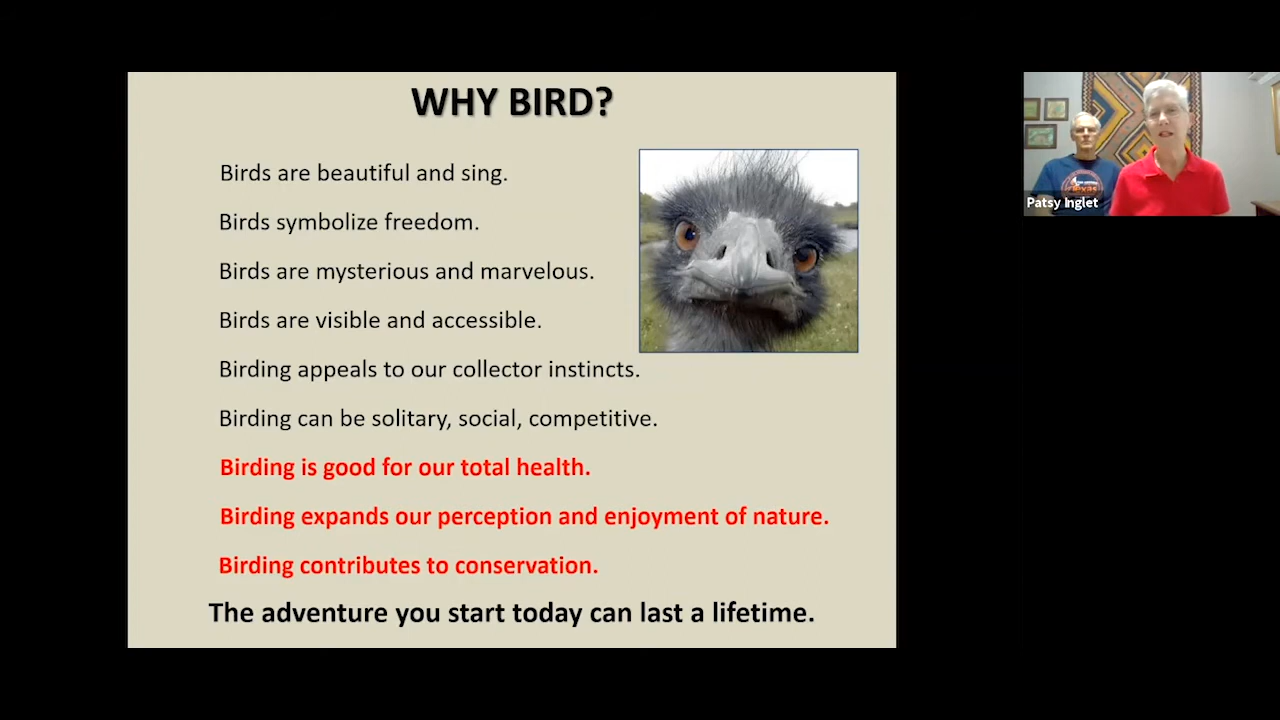 WHY BIRD?
Birds are beautiful and sing.
Birds symbolize freedom.
Birds are mysterious and marvelous.
Birds are visible and accessible.
Birding appeals to our collector instincts.
Birding can be solitary, social, competitive.
Birding is good for our total health.
Birding expands our perception and enjoyment of nature.
Birding contributes to conservation.
The adventure you start today can last a lifetime.
Texas
Patsy Inglet